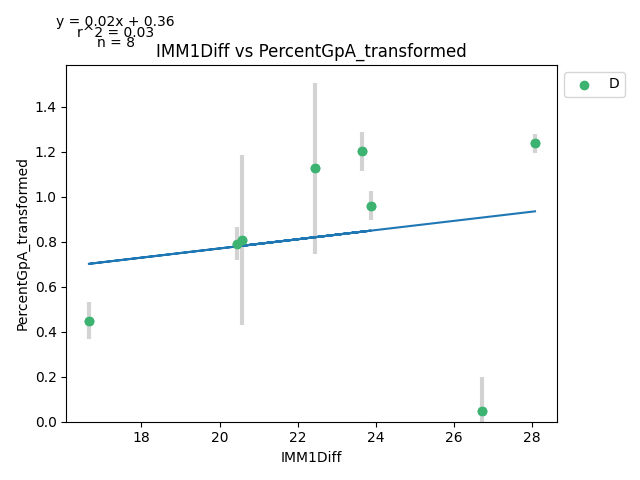 y = 0.02x + 0.36
r^2 = 0.03
n = 8
IMM1Diff vs PercentGpA_transformed
D
PercentGpA_transformed
1.4
1.2
1.0
0.8
0.6
0.4
0.2
0.0
18 20 22 24 26 28
IMM1Diff